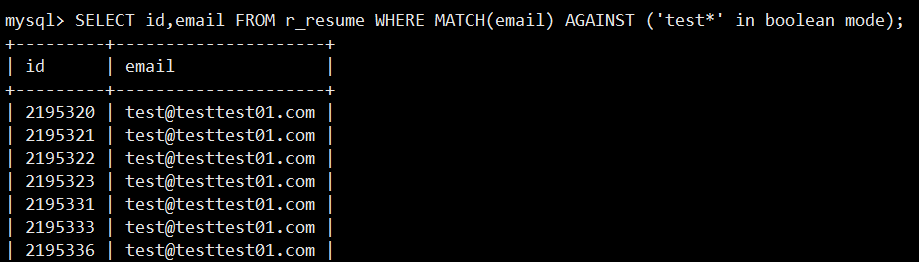 mysql> SELECT id,email FROM r_resume WHERE MATCH(email) AGAINST ('test*' in boolean mode);
+---------+---------------------+
| id      | email               |
+---------+---------------------+
| 2195320 | test@testtest01.com |
| 2195321 | test@testtest01.com |
| 2195322 | test@testtest01.com |
| 2195323 | test@testtest01.com |
| 2195331 | test@testtest01.com |
| 2195333 | test@testtest01.com |
| 2195336 | test@testtest01.com |